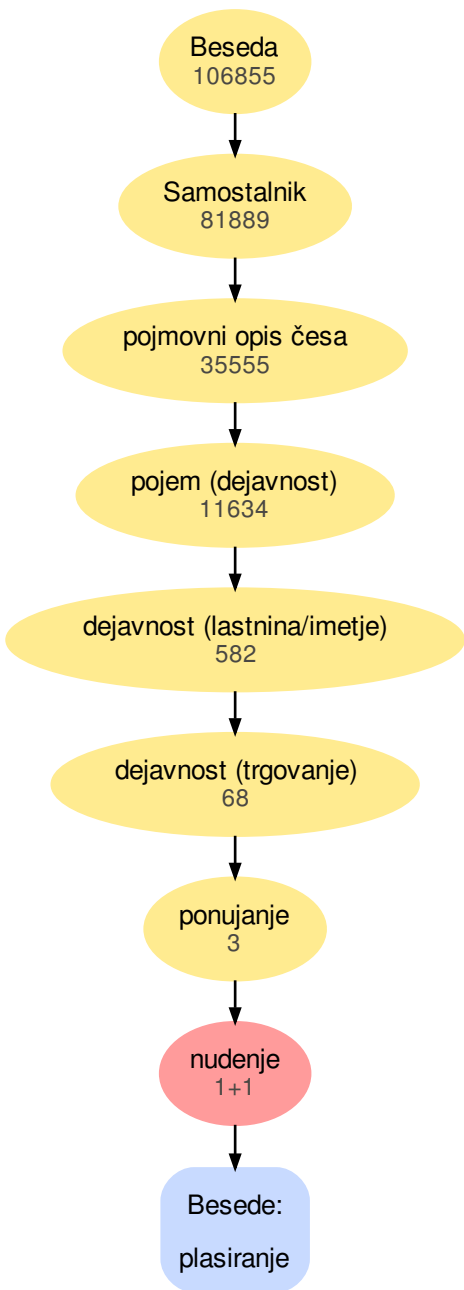 Beseda
106855
Samostalnik
81889
pojmovni opis česa
35555
pojem (dejavnost)
11634
dejavnost (lastnina/imetje)
582
dejavnost (trgovanje)
68
ponujanje
3
nudenje
1+1
Besede:
plasiranje